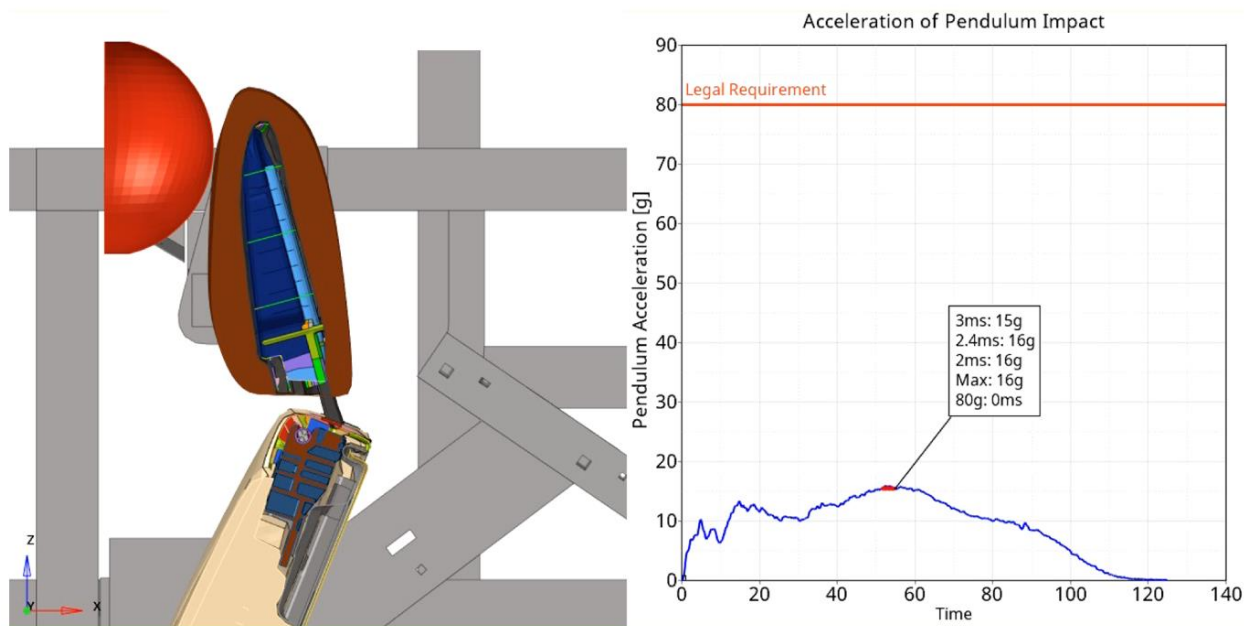 Acceleration of Pendulum Impact
90
Legal Requirement
80
70
60
50
3ms: 15g
2.4ms: 16g
2ms: 16g
Max: 16g
80g: 0ms
40
30
20
10
0
Pendulum Acceleration [g]
0 20 40 60 80 100 120 140
Time
Z
Y X